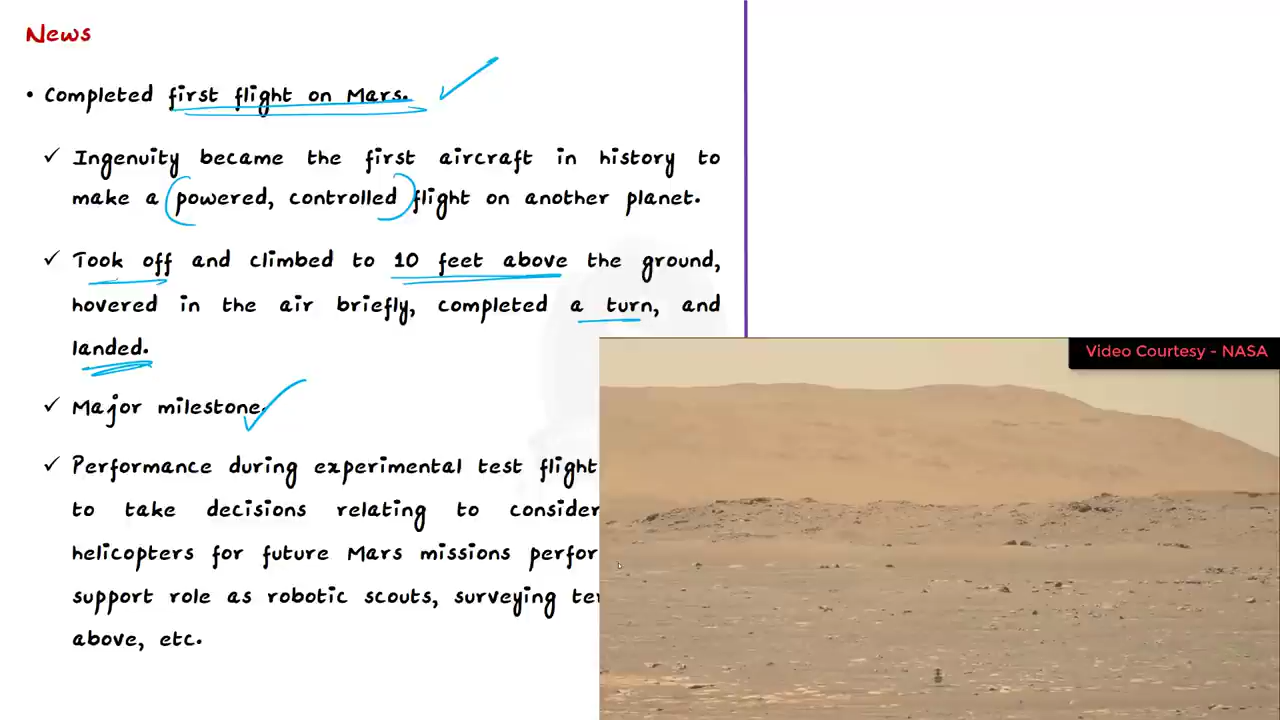 News
• Completed first flight on Mars.
✓ Ingenuity became the first aircraft in history to
make a powered, controlled flight on another planet.
✓ Took off and climbed to 10 feet above the ground,
hovered in the air briefly, completed a turn, and
landed.
Video Courtesy - NASA
✓ Major milestone.
✓ Performance during experimental test flight
to take decisions relating to consider
helicopters for future Mars missions perfor
support role as robotic scouts, surveying te
above, etc.